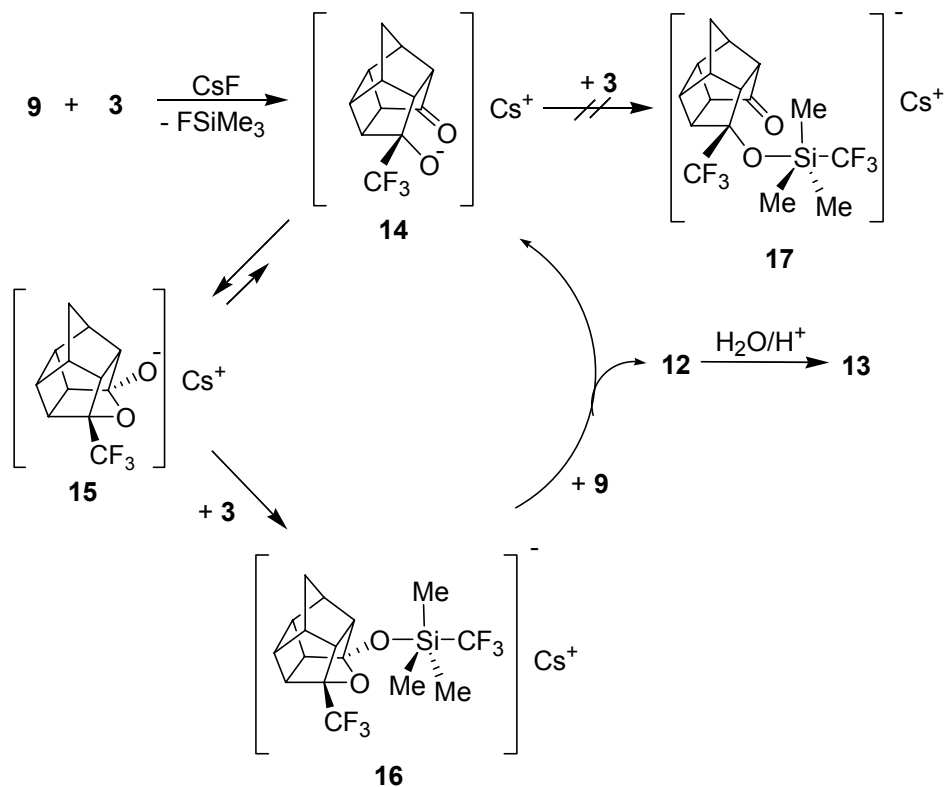 9 + 3
CsF
- FSiMe3
O
O-
CF3
Cs+
14
+ 3
-
O
O
Si
Me
CF3
Me
Me
CF3
Cs+
17
O-
O
CF3
Cs+
15
+ 3
12
H2O/H+
13
+ 9
-
O
Si
Me
CF3
Me
Me
O
CF3
Cs+
16